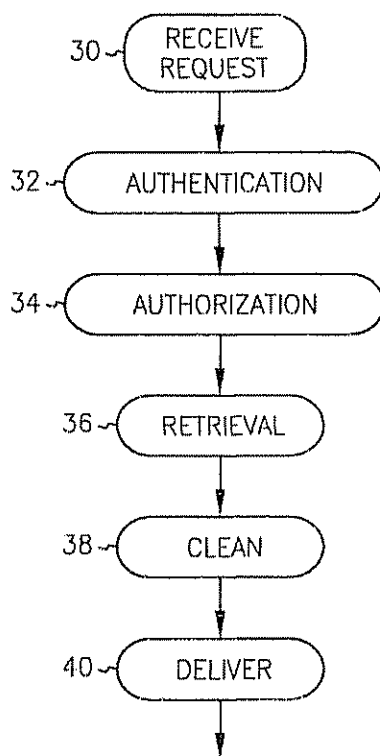 30
RECEIVE
REQUEST
32
AUTHENTICATION
34
AUTHORIZATION
36
RETRIEVAL
38
CLEAN
40
DELIVER